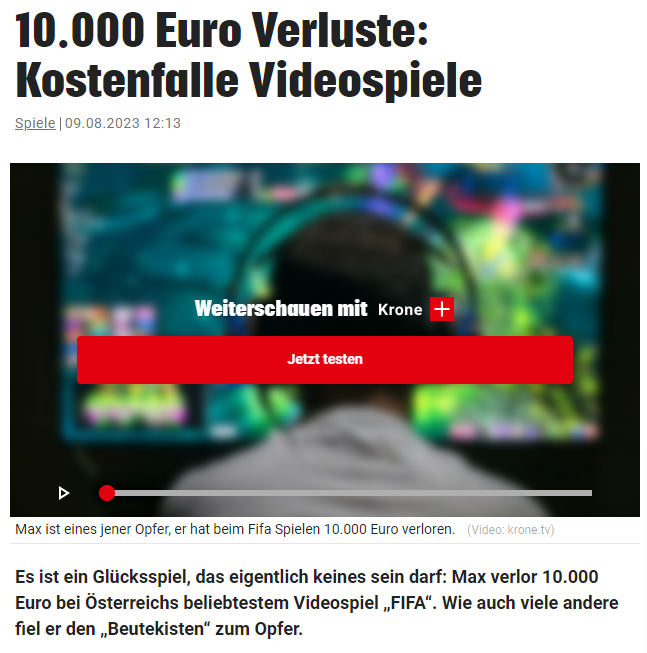 10.000 Euro Verluste:
Kostenfalle Videospiele
Spiele | 09.08.2023 12:13
Weiterschauen mit Krone +
Jetzt testen
Max ist eines jener Opfer, er hat beim Fifa Spielen 10.000 Euro verloren. (Video: krone.tv)
Es ist ein Glücksspiel, das eigentlich keines sein darf: Max verlor 10.000
Euro bei Österreichs beliebtestem Videospiel „FIFA“. Wie auch viele andere
fiel er den „Beutekisten“ zum Opfer.